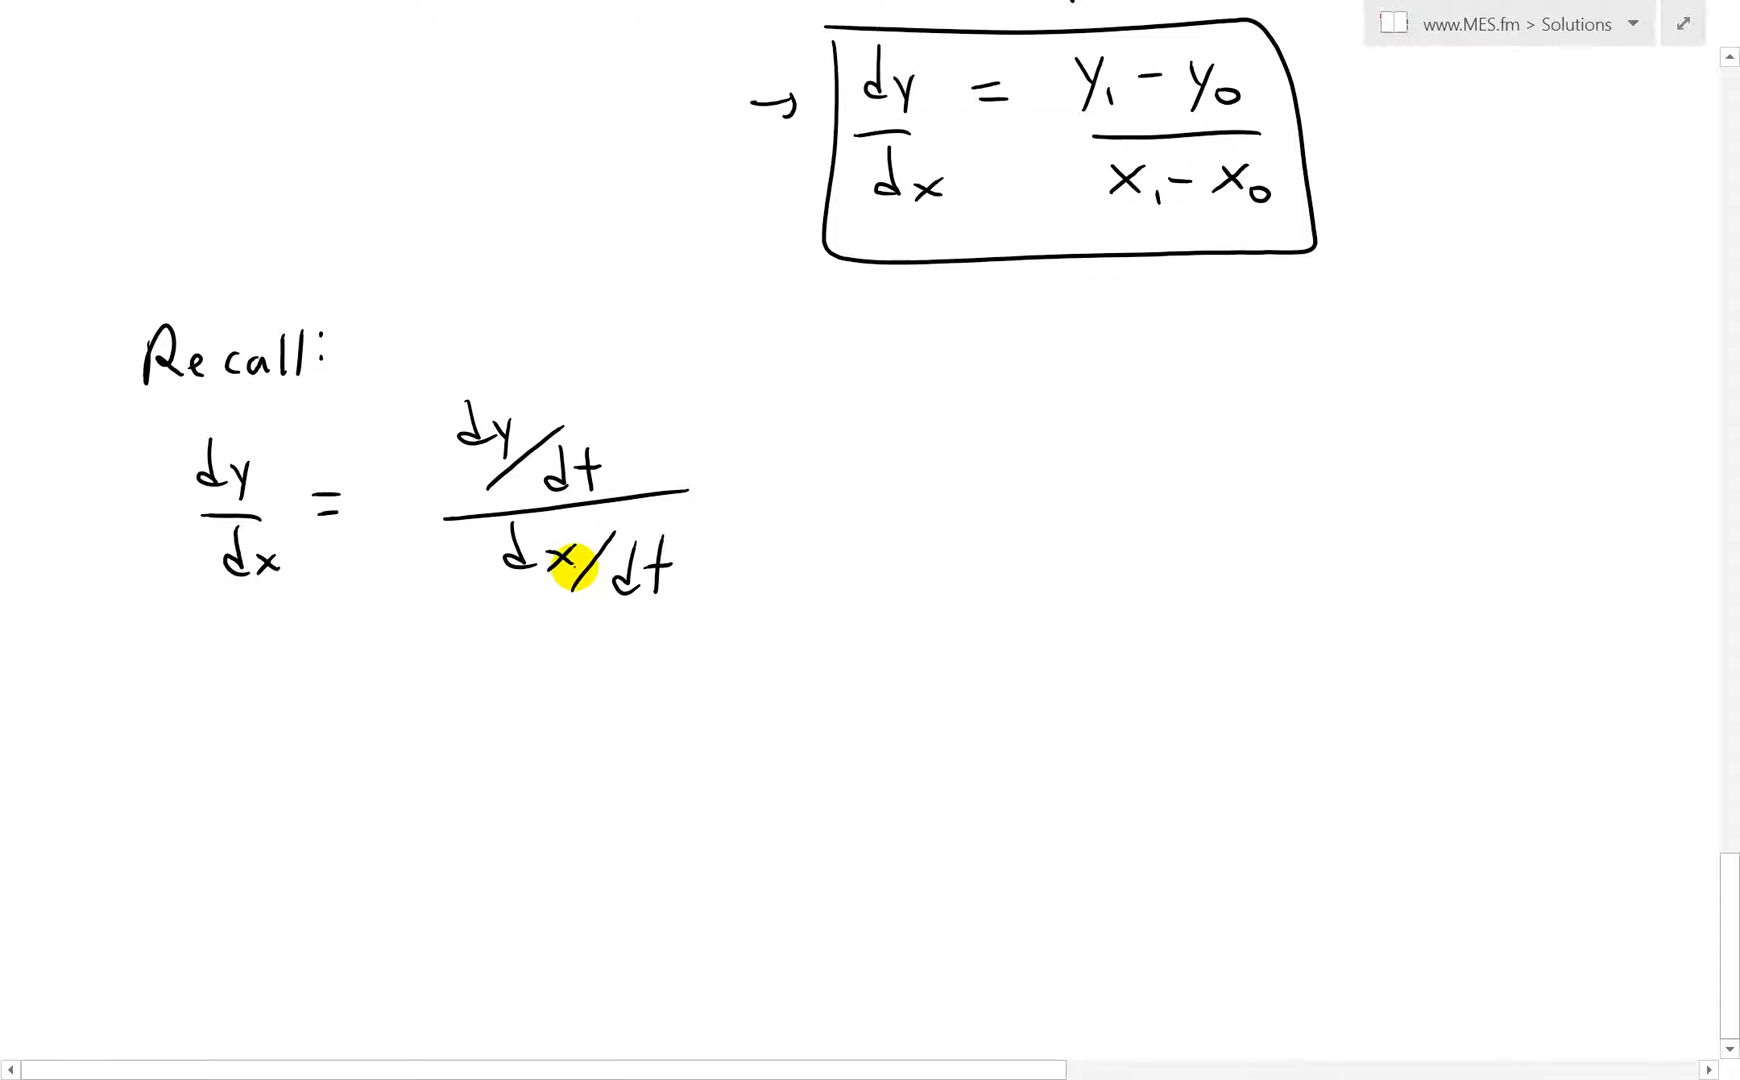 www.MES.fm > Solutions
→ dy/dx = y₁ - y₀ / x₁ - x₀
Recall:
dy/dx = dy/dt / dx/dt